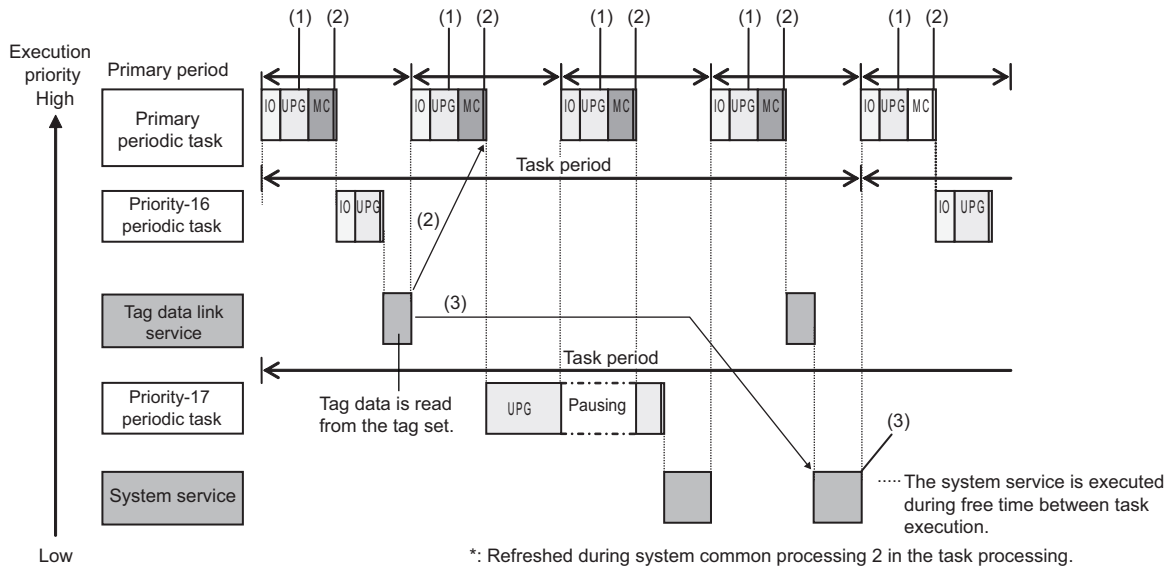 (1) (2) (1) (2) (1) (2) (1) (2) (1) (2)
Execution
priority
High
Primary period
Primary
periodic task
IO UPG MC IO UPG MC IO UPG MC IO UPG MC IO UPG MC
Task period
Priority-16
periodic task
IO UPG IO UPG
(2)
Tag data link
service
(3)
Task period
Priority-17
periodic task
Tag data is read
from the tag set.
UPG Pausing
(3)
System service
The system service is executed
during free time between task
execution.
Low
*: Refreshed during system common processing 2 in the task processing.